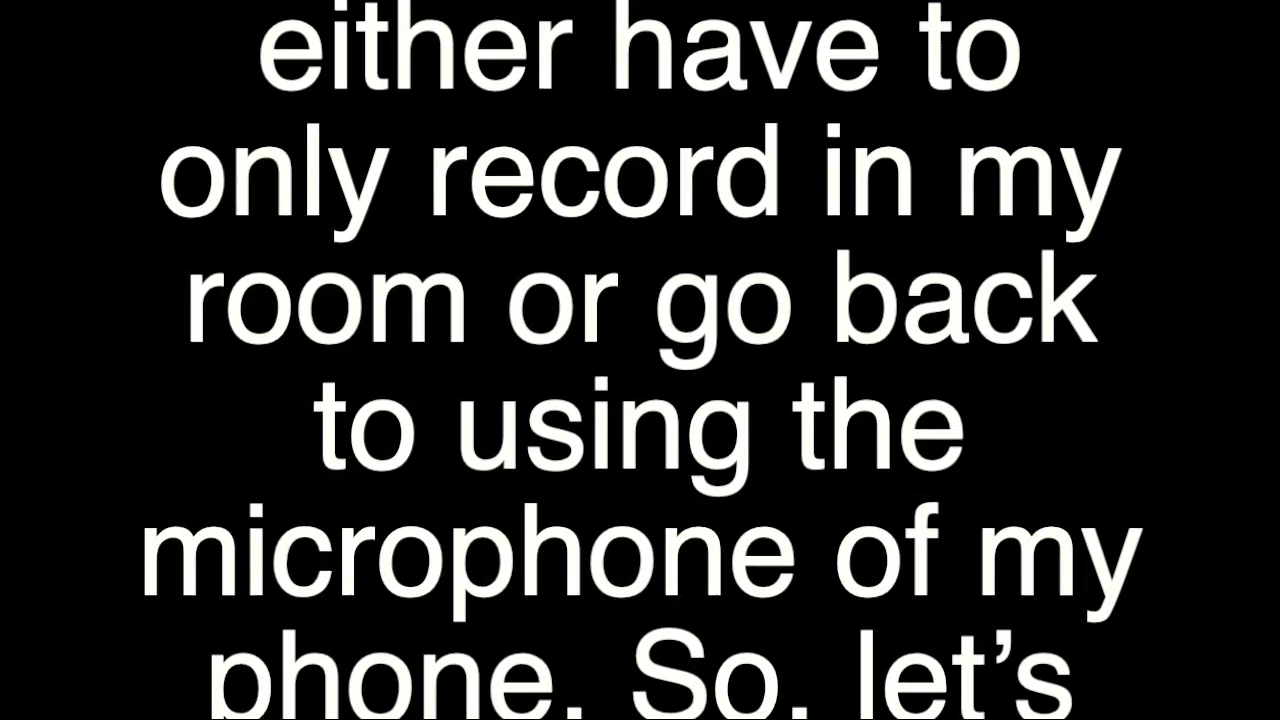 either have to
only record in my
room or go back
to using the
microphone of my
phone. So, let’s